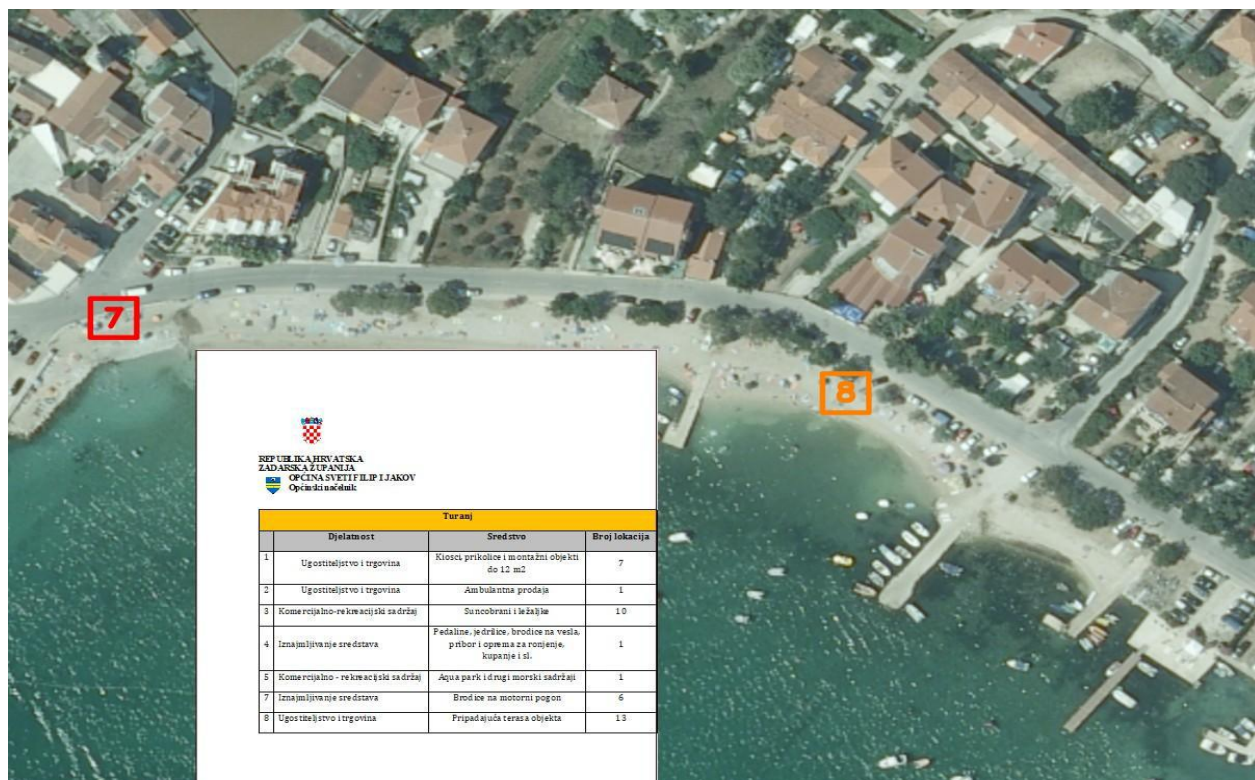 7
8
REPUBLIKA HRVATSKA
ZADARSKA ŽUPANIJA
OPĆINA SVETI FILIP I JAKOV
Općinski načelnik
Turanj
Djelatnost Sredstvo Broj lokacija
1 Ugostiteljstvo i trgovina Kiosci, prikolice i montažni objekti do 12 m2 7
2 Ugostiteljstvo i trgovina Ambulantna prodaja 1
3 Komercijalno-rekreacijski sadržaj Suncobrani i ležaljke 10
4 Iznajmljivanje sredstava Pedaline, jedrilice, brodice na vesla, pribor i oprema za ronjenje, kupanje i sl. 1
5 Komercijalno - rekreacijski sadržaj Aqua park i drugi morski sadržaji 1
7 Iznajmljivanje sredstava Brodice na motorni pogon 6
8 Ugostiteljstvo i trgovina Pripadajuća terasa objekta 13